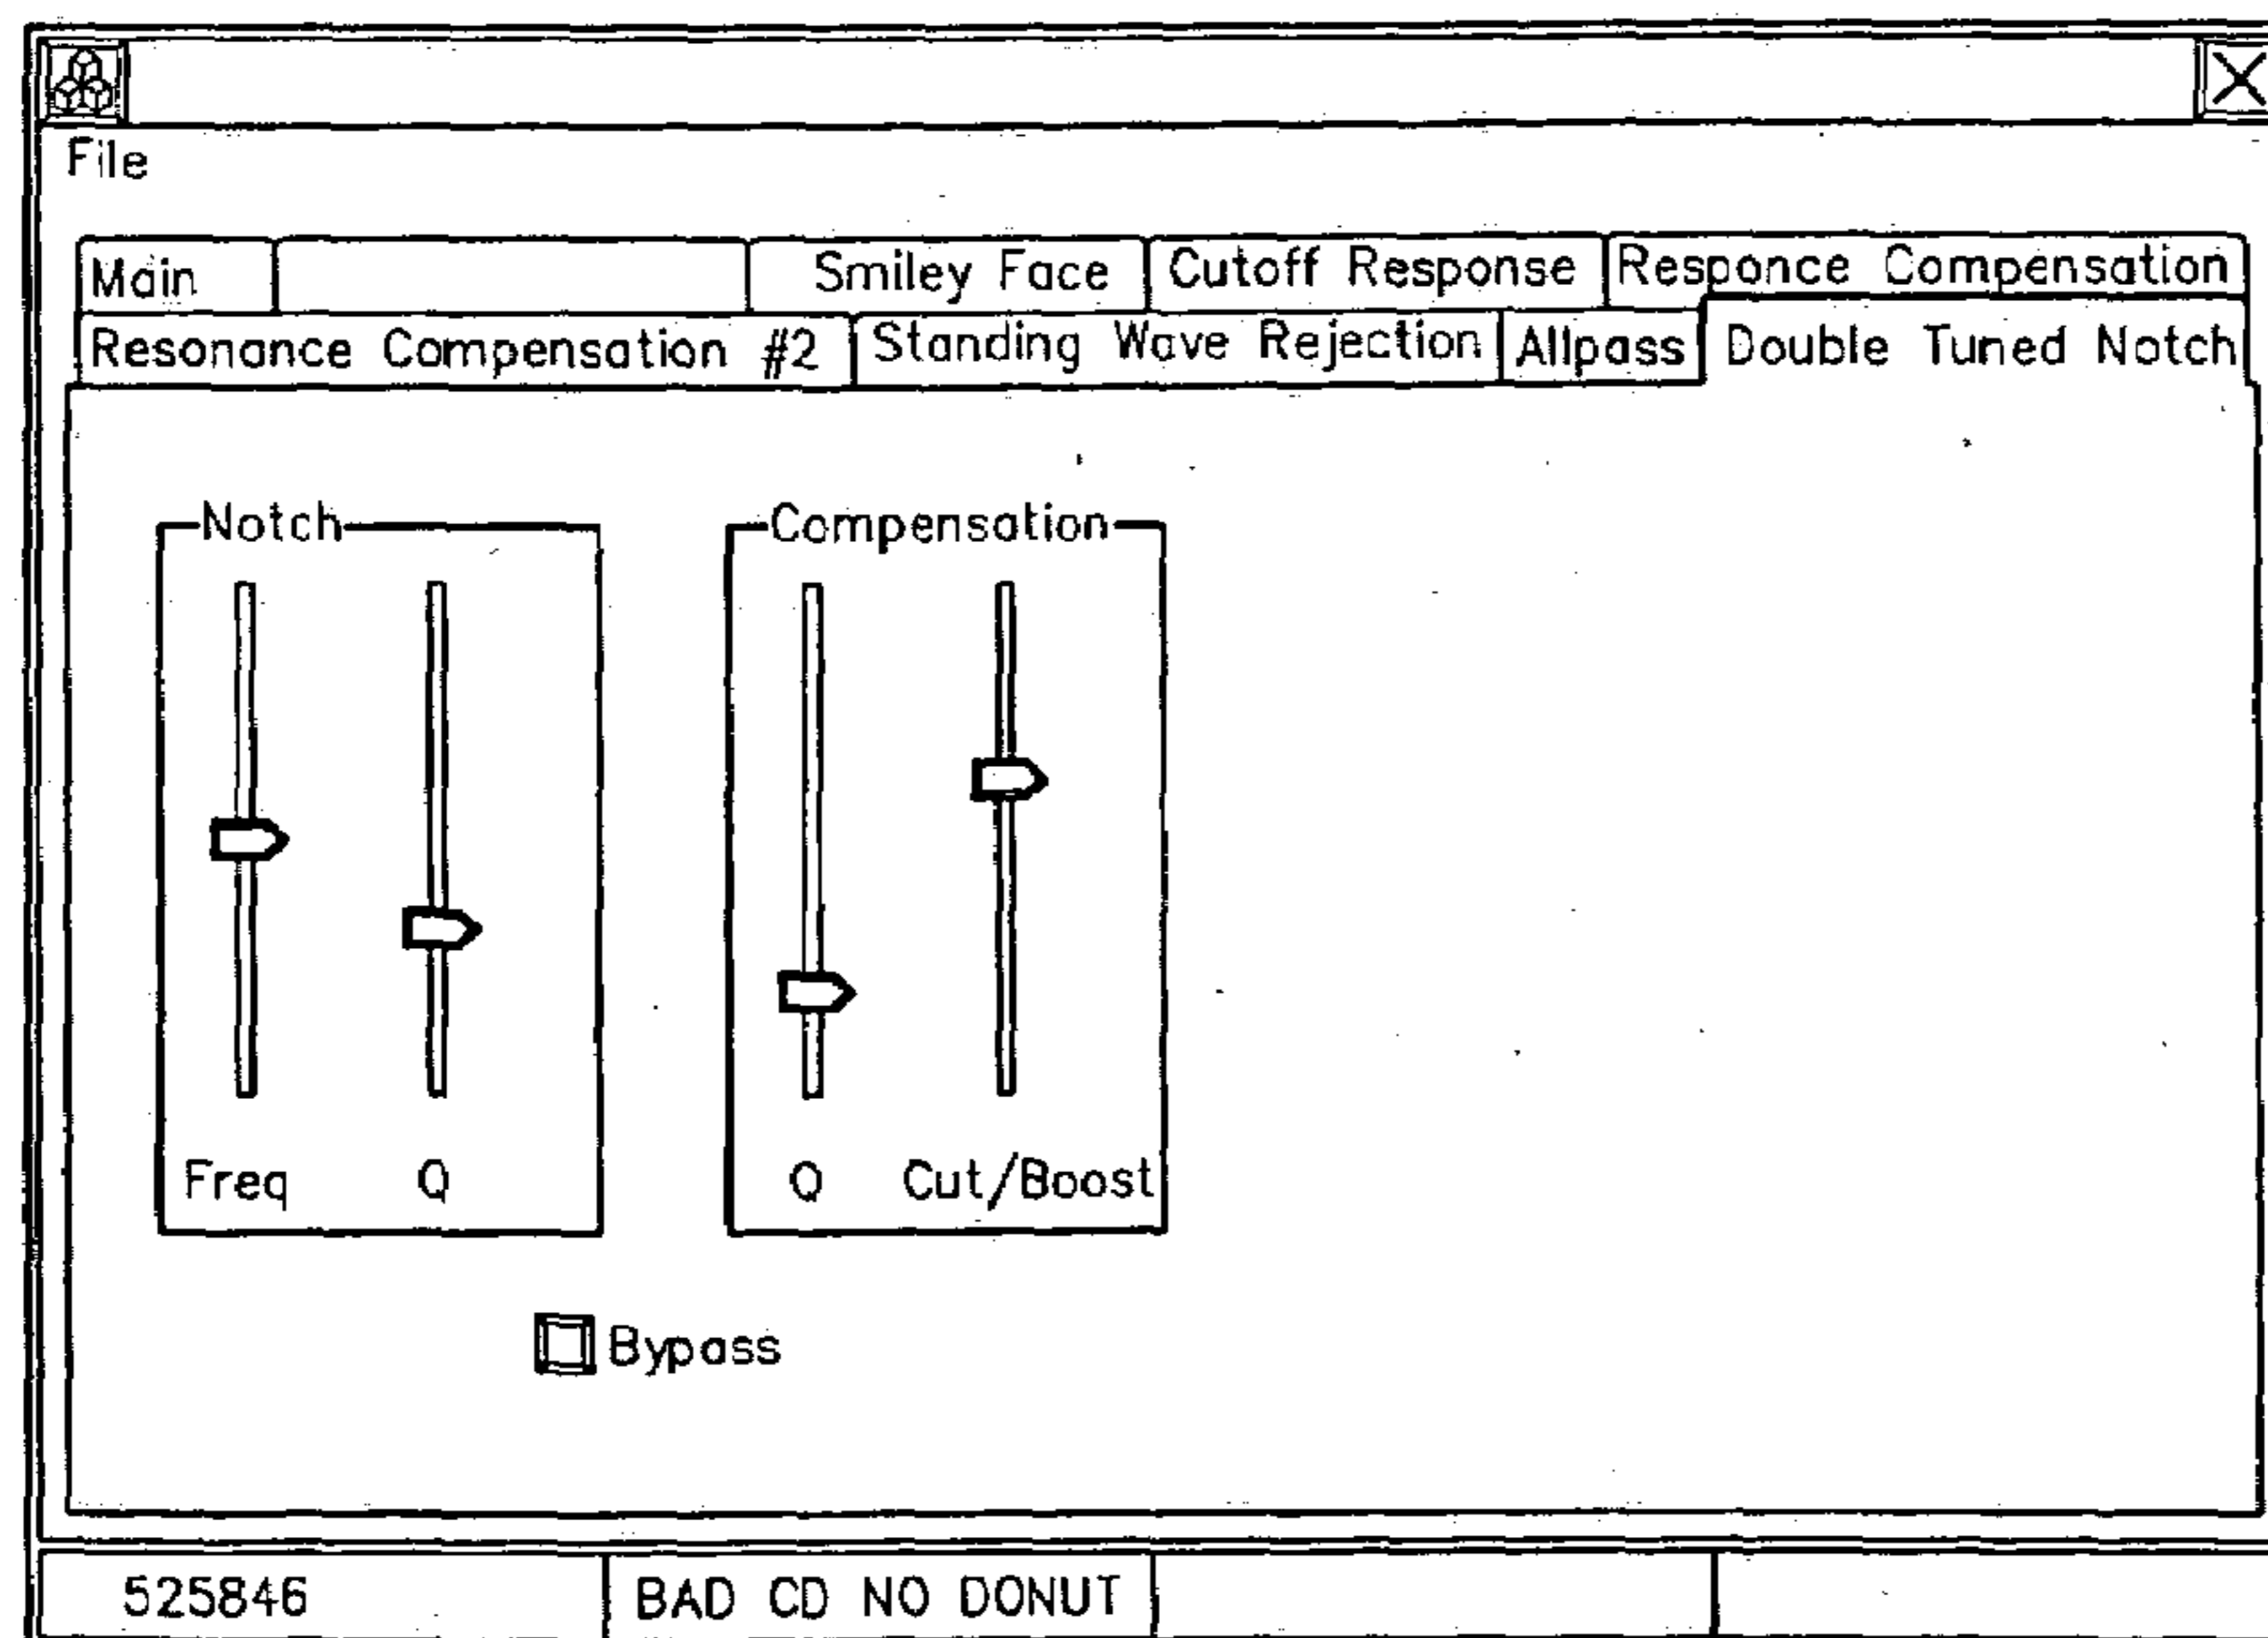 File
Main Smiley Face Cutoff Response Responce Compensation
Resonance Compensation #2 Standing Wave Rejection Allpass Double Tuned Notch
Notch Compensation
Freq Q Q Cut/Boost
Bypass
525846 BAD CD NO DONUT